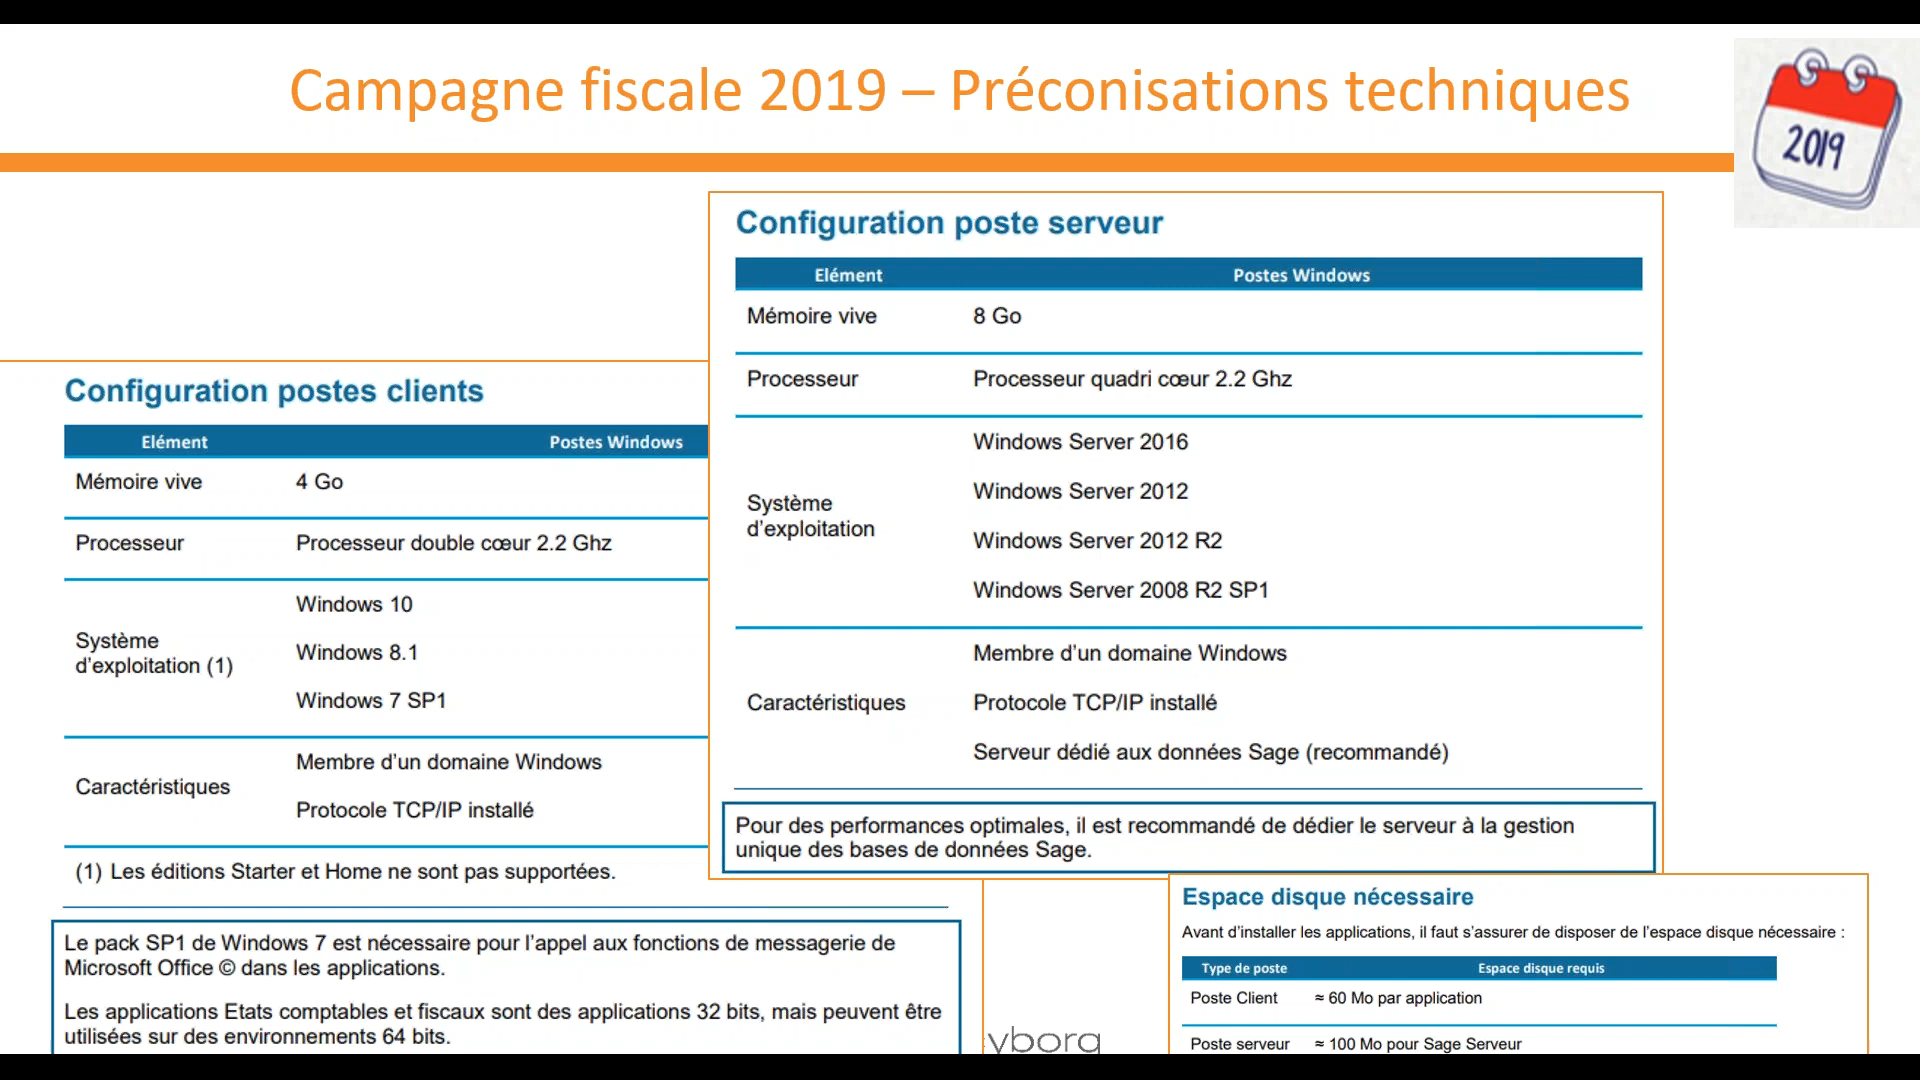 Campagne fiscale 2019 – Préconisations techniques
2019
Configuration poste serveur
Elément Postes Windows
Mémoire vive 8 Go
Processeur Processeur quadri cœur 2.2 Ghz
Système
d’exploitation
Windows Server 2016
Windows Server 2012
Windows Server 2012 R2
Windows Server 2008 R2 SP1
Caractéristiques
Membre d’un domaine Windows
Protocole TCP/IP installé
Serveur dédié aux données Sage (recommandé)
Pour des performances optimales, il est recommandé de dédier le serveur à la gestion
unique des bases de données Sage.
Configuration postes clients
Elément Postes Windows
Mémoire vive 4 Go
Processeur Processeur double cœur 2.2 Ghz
Système
d’exploitation (1)
Windows 10
Windows 8.1
Windows 7 SP1
Caractéristiques
Membre d’un domaine Windows
Protocole TCP/IP installé
(1) Les éditions Starter et Home ne sont pas supportées.
Le pack SP1 de Windows 7 est nécessaire pour l’appel aux fonctions de messagerie de
Microsoft Office © dans les applications.
Les applications Etats comptables et fiscaux sont des applications 32 bits, mais peuvent être
utilisées sur des environnements 64 bits.
Espace disque nécessaire
Avant d’installer les applications, il faut s’assurer de disposer de l’espace disque nécessaire :
Type de poste Espace disque requis
Poste Client ≈ 60 Mo par application
Poste serveur ≈ 100 Mo pour Sage Serveur